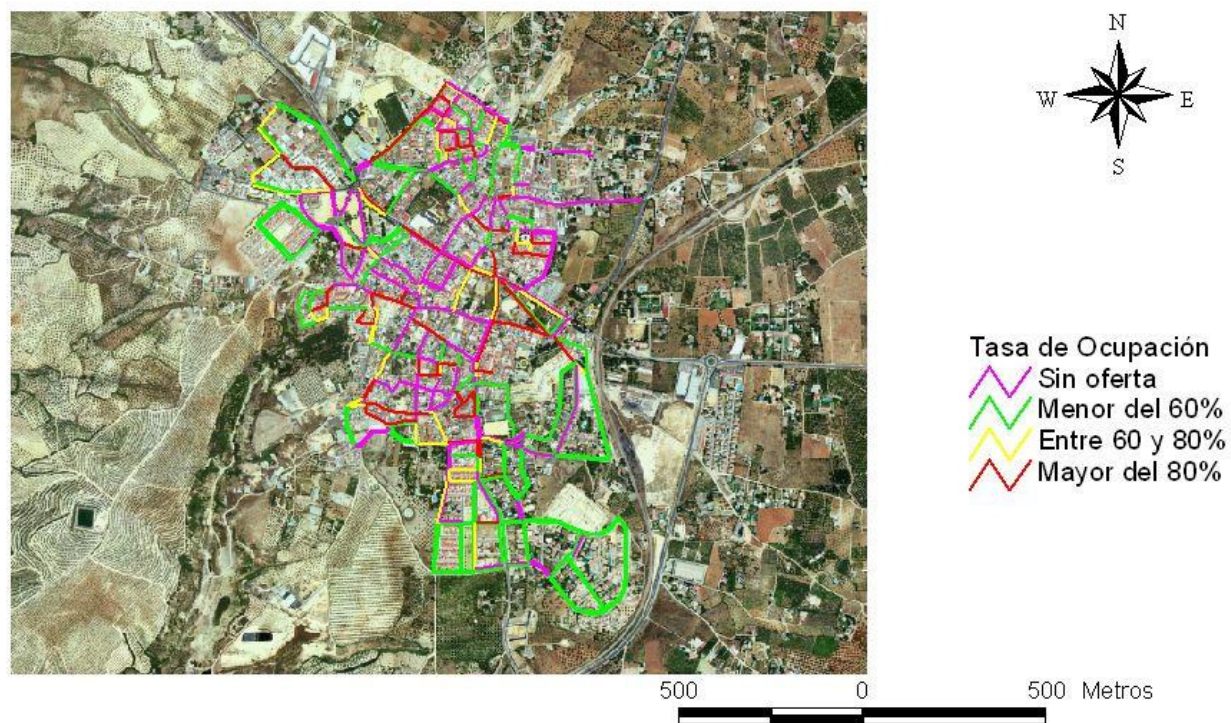 N
W E
S
Tasa de Ocupación
Sin oferta
Menor del 60%
Entre 60 y 80%
Mayor del 80%
500 0 500 Metros